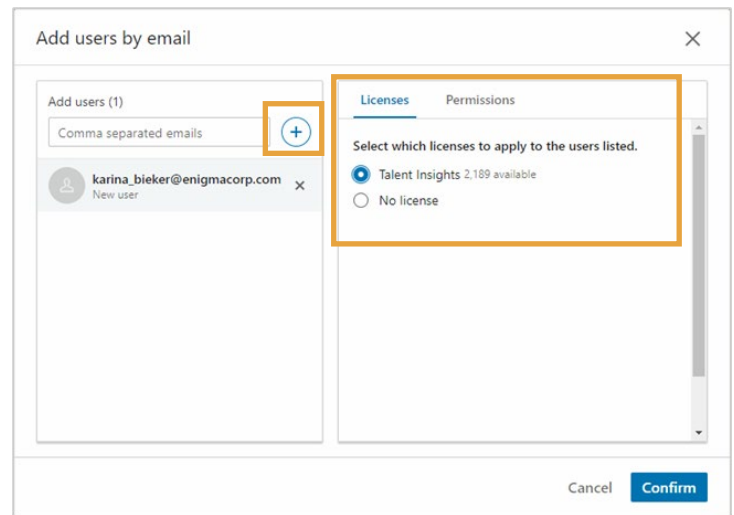 Add users by email
Add users (1)
Comma separated emails
karina_bieker@enigmacorp.com
New user
Licenses Permissions
Select which licenses to apply to the users listed.
Talent Insights 2,189 available
No license
Cancel Confirm